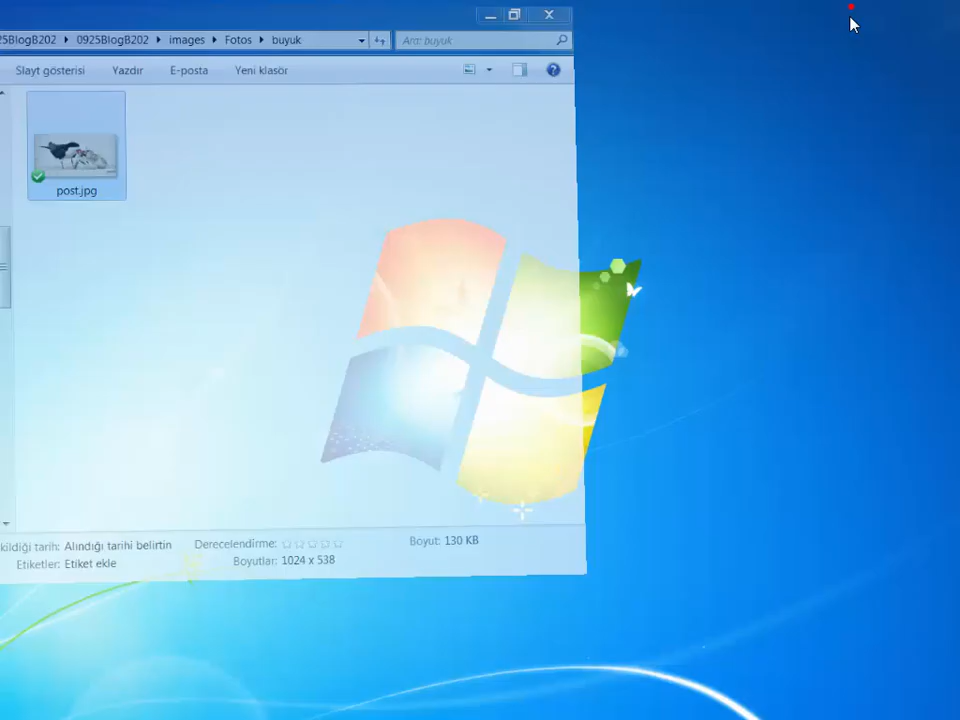 25BlogB202 0925BlogB202 images Fotos buyuk Ara: buyuk
Slayt gösterisi Yazdır E-posta Yeni klasör
post.jpg
kildiği tarih: Alındığı tarihi belirtin Derecelendirme: Boyut: 130 KB
Etiketler: Etiket ekle Boyutlar: 1024 x 538